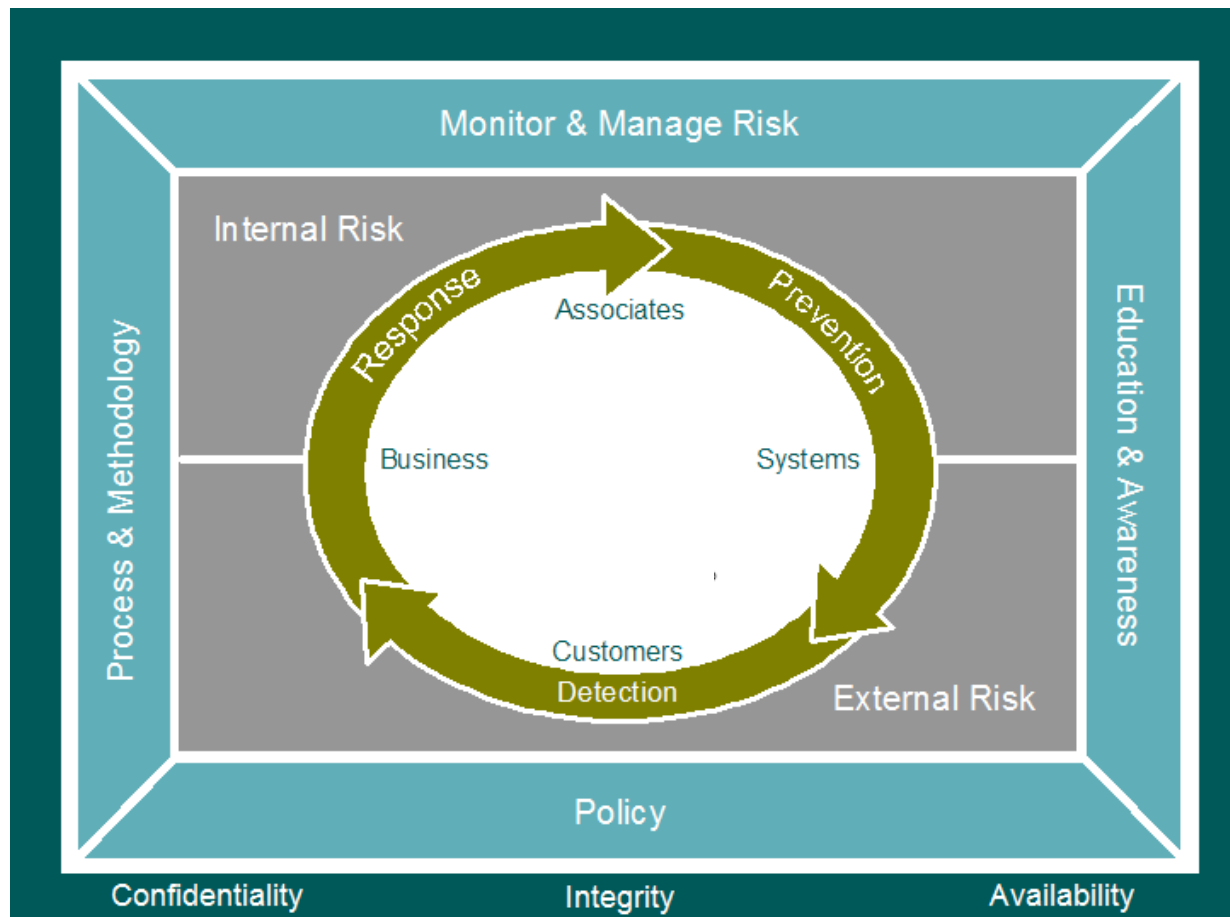 Monitor & Manage Risk
Internal Risk
Response
Prevention
Associates
Process & Methodology
Education & Awareness
Business
Systems
Customers
Detection
External Risk
Policy
Confidentiality
Integrity
Availability